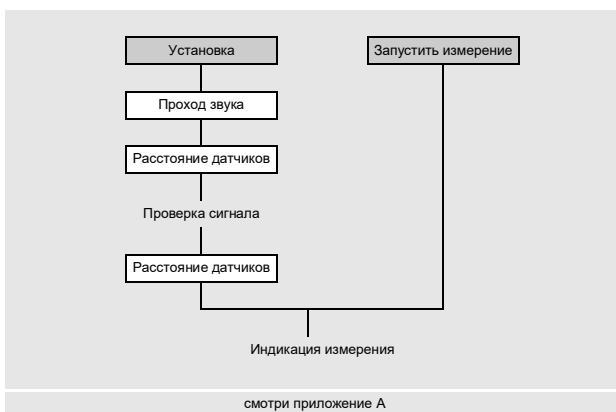 Установка
Запустить измерение
Проход звука
Расстояние датчиков
Проверка сигнала
Расстояние датчиков
Индикация измерения
смотри приложение А